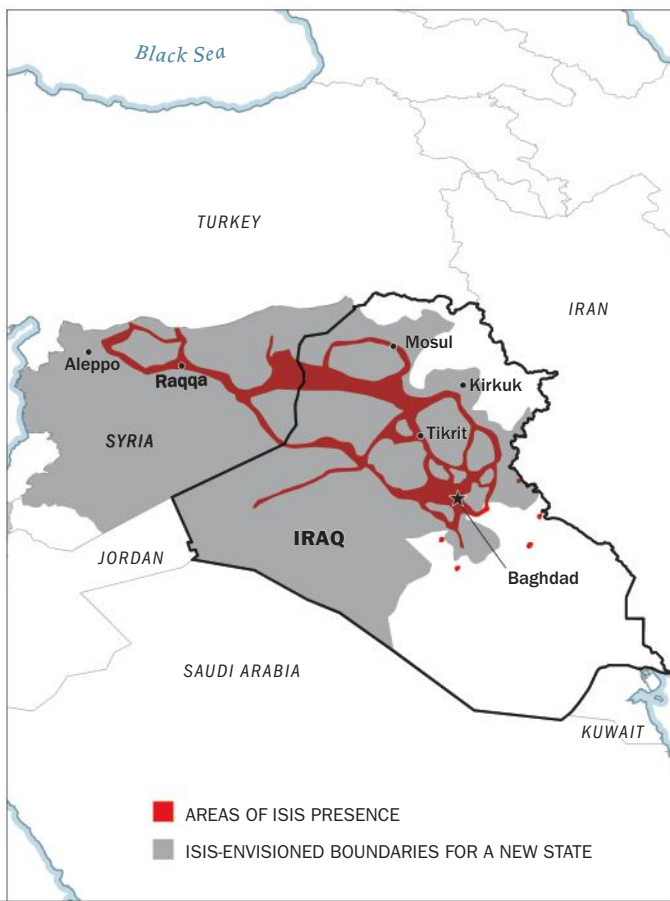 Black Sea
TURKEY
IRAN
Mosul
Aleppo
Raqqa
Kirkuk
Tikrit
SYRIA
IRAQ
JORDAN
Baghdad
SAUDI ARABIA
KUWAIT
AREAS OF ISIS PRESENCE
ISIS-ENVISIONED BOUNDARIES FOR A NEW STATE